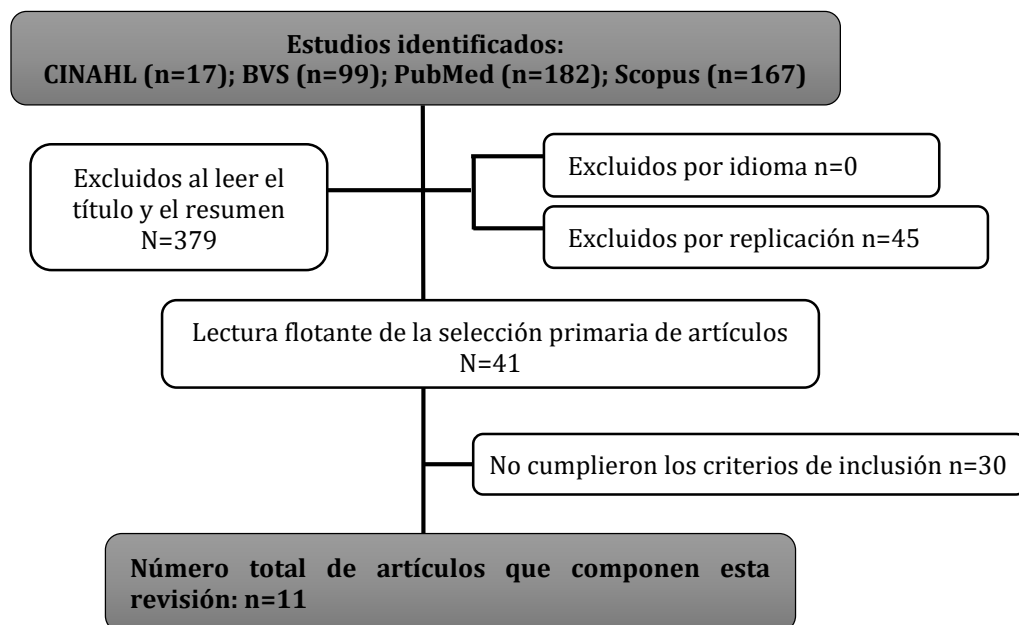 Estudios identificados:
CINAHL (n=17); BVS (n=99); PubMed (n=182); Scopus (n=167)
Excluidos al leer el
título y el resumen
N=379
Excluidos por idioma n=0
Excluidos por replicación n=45
Lectura flotante de la selección primaria de artículos
N=41
No cumplieron los criterios de inclusión n=30
Número total de artículos que componen esta
revisión: n=11